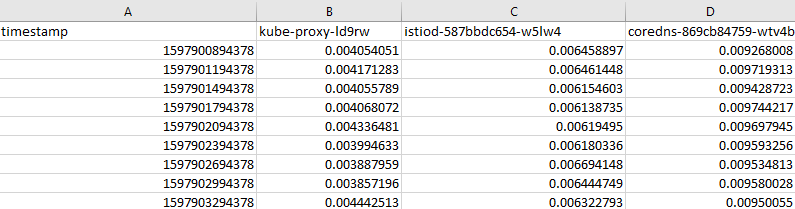 A B C D
timestamp kube-proxy-ld9rw istiod-587bbdc654-w5lw4 coredns-869cb84759-wtv4b
1597900894378 0.004054051 0.006458897 0.009268008
1597901194378 0.004171283 0.006461448 0.009719313
1597901494378 0.004055789 0.006154603 0.009428723
1597901794378 0.004068072 0.006138735 0.009744217
1597902094378 0.004336481 0.00619495 0.009697945
1597902394378 0.003994633 0.006180336 0.009593256
1597902694378 0.003887959 0.006694148 0.009534813
1597902994378 0.003857196 0.006444749 0.009580028
1597903294378 0.004442513 0.006322793 0.00950055